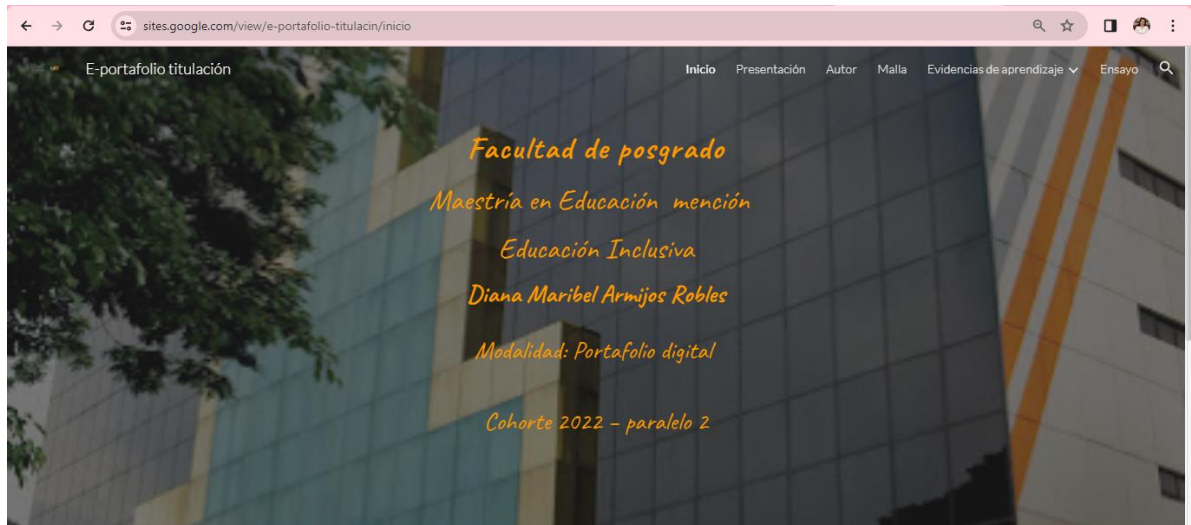 sites.google.com/view/e-portafolio-titulacin/inicio
E-portafolio titulación
Inicio Presentación Autor Malla Evidencias de aprendizaje Ensayo
Facultad de posgrado
Maestría en Educación mención
Educación Inclusiva
Diana Maribel Armijos Robles
Modalidad: Portafolio digital
Cohorte 2022 – paralelo 2